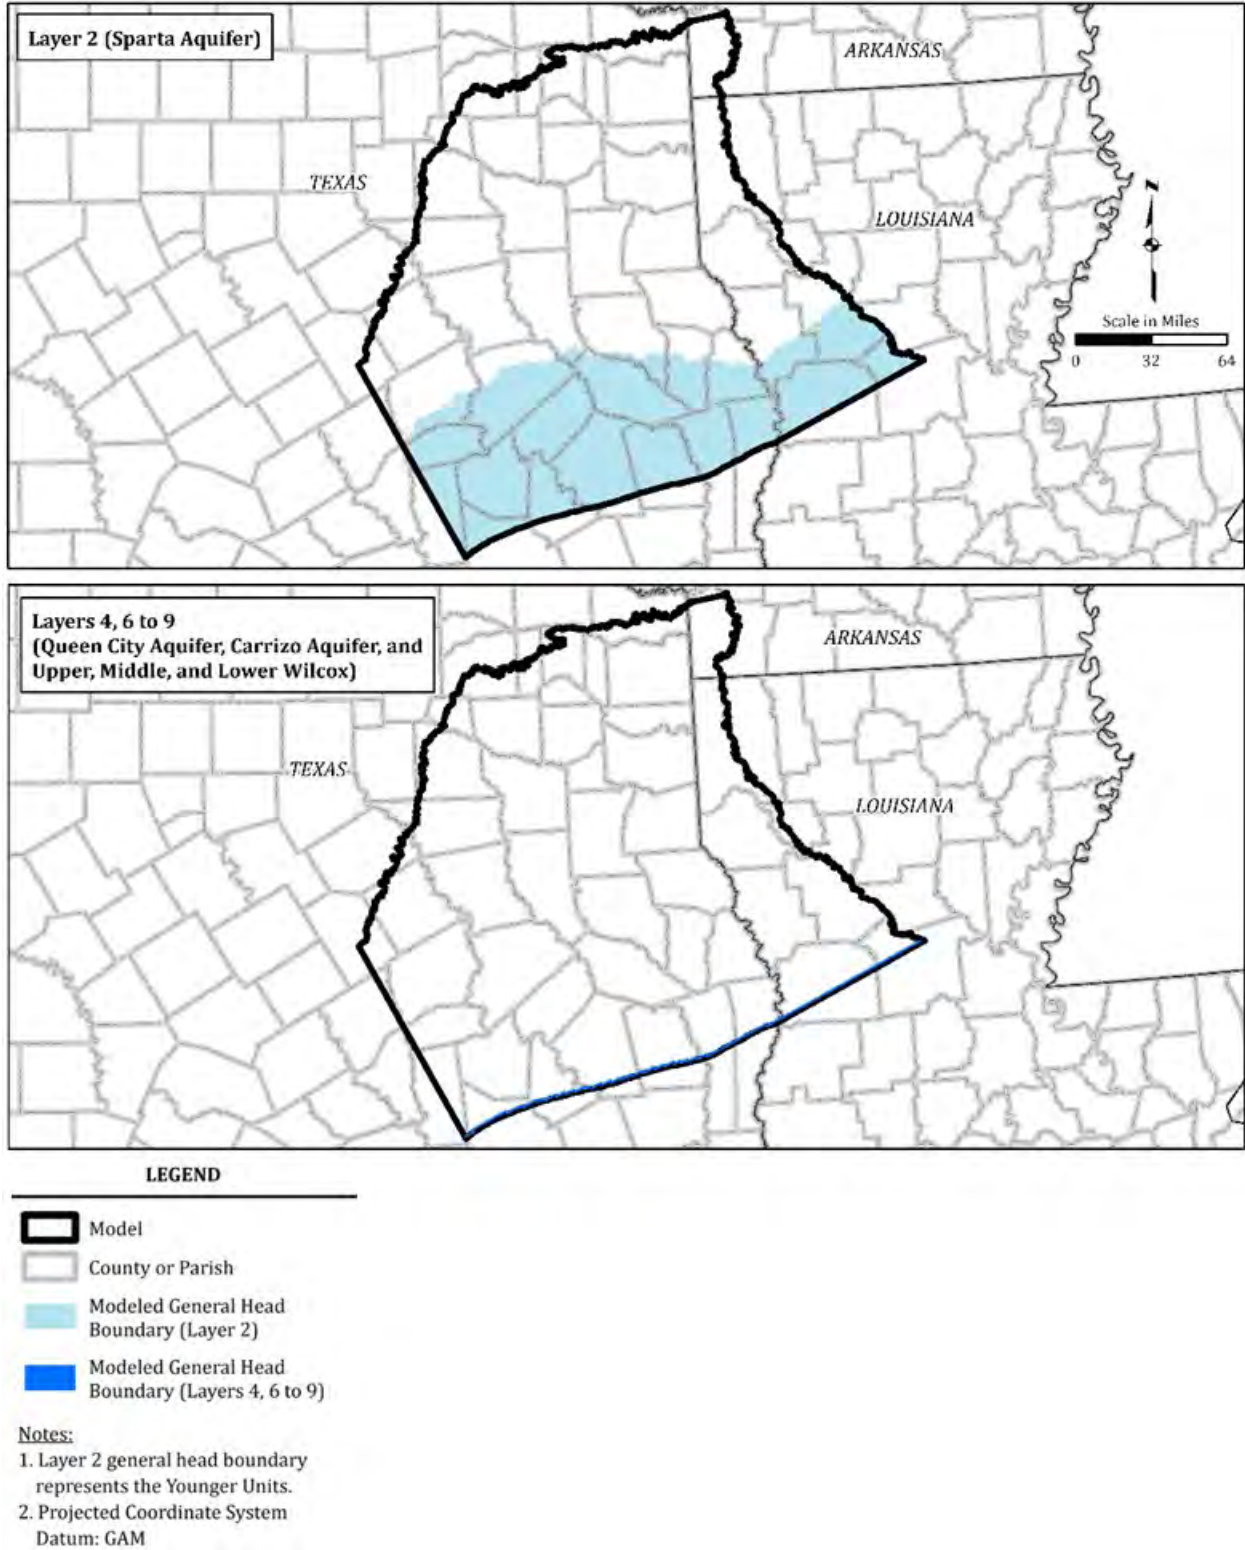 Layer 2 (Sparta Aquifer)
ARKANSAS
TEXAS
LOUISIANA
N
Scale in Miles
0 32 64
Layers 4, 6 to 9
(Queen City Aquifer, Carrizo Aquifer, and
Upper, Middle, and Lower Wilcox)
ARKANSAS
TEXAS
LOUISIANA
LEGEND
Model
County or Parish
Modeled General Head
Boundary (Layer 2)
Modeled General Head
Boundary (Layers 4, 6 to 9)
Notes:
1. Layer 2 general head boundary
represents the Younger Units.
2. Projected Coordinate System
Datum: GAM